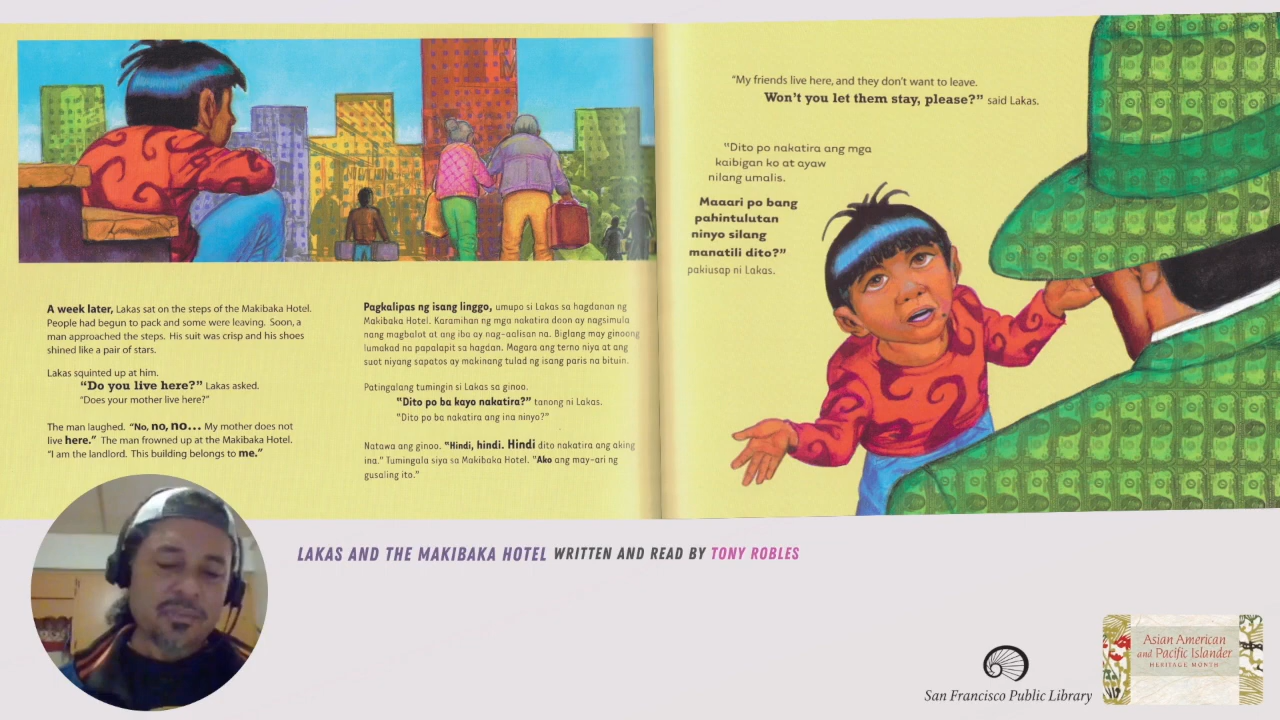 A week later, Lakas sat on the steps of the Makibaka Hotel.
People had begun to pack and some were leaving. Soon, a
man approached the steps. His suit was crisp and his shoes
shined like a pair of stars.
Lakas squinted up at him.
"Do you live here?" Lakas asked.
"Does your mother live here?"
The man laughed. "No, no, no... My mother does not
live here." The man frowned up at the Makibaka Hotel.
"I am the landlord. This building belongs to me."
Pagkalipas ng isang linggo, umupo si Lakas sa hagdanan ng
Makibaka Hotel. Karamihan ng mga nakatira doon ay nagsimula
nang magbalot at ang iba ay nag-aalisan na. Biglang may ginoong
lumakad na papalapit sa hagdan. Magara ang terno niya at ang
suot niyang sapatos ay makinang tulad ng isang paris na bituin.
Patingalang tumingin si Lakas sa ginoo.
"Dito po ba kayo nakatira?" tanong ni Lakas.
"Dito po ba nakatira ang ina ninyo?"
Natawa ang ginoo. "Hindi, hindi. Hindi dito nakatira ang aking
ina." Tumingala siya sa Makibaka Hotel. "Ako ang may-ari ng
gusaling ito."
"My friends live here, and they don't want to leave.
Won't you let them stay, please?" said Lakas.
"Dito po nakatira ang mga
kaibigan ko at ayaw
nilang umalis.
Maaari po bang
pahintulutan
ninyo silang
manatili dito?"
pakiusap ni Lakas.
LAKAS AND THE MAKIBAKA HOTEL WRITTEN AND READ BY TONY ROBLES
San Francisco Public Library
Asian American
and Pacific Islander
HERITAGE MONTH